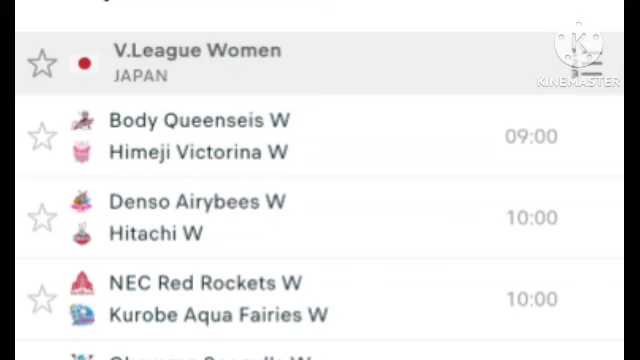 V.League Women
JAPAN
KINEMASTER
Body Queenseis W
Himeji Victorina W
09:00
Denso Airybees W
Hitachi W
10:00
NEC Red Rockets W
Kurobe Aqua Fairies W
10:00